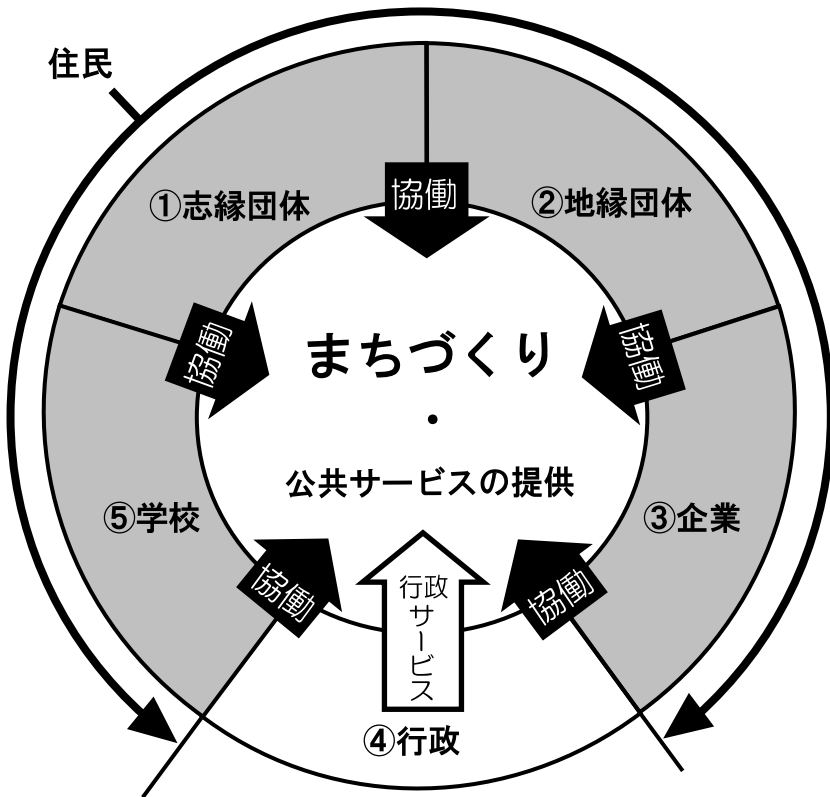 住民
①志縁団体
②地縁団体
協働
協働
協働
まちづくり
・
公共サービスの提供
⑤学校
③企業
協働
協働
行政
サービス
④行政